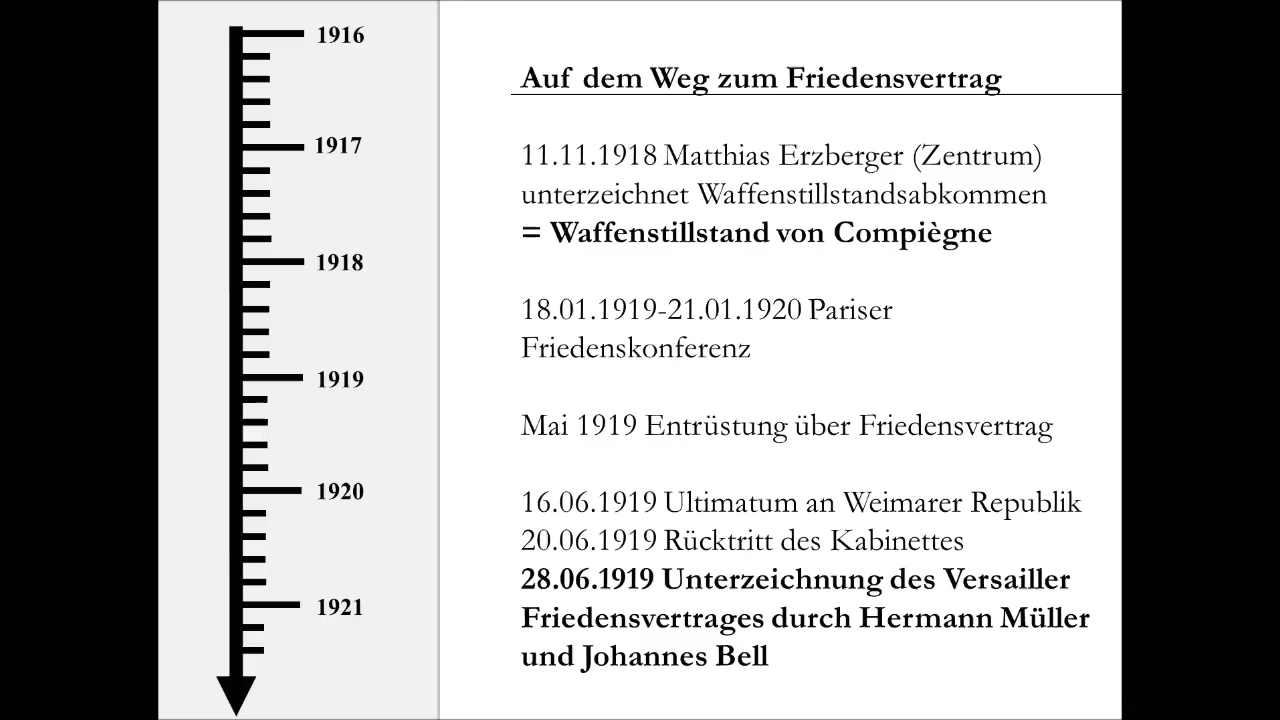 1916
1917
1918
1919
1920
1921
Auf dem Weg zum Friedensvertrag
11.11.1918 Matthias Erzberger (Zentrum)
unterzeichnet Waffenstillstandsabkommen
= Waffenstillstand von Compiègne
18.01.1919-21.01.1920 Pariser
Friedenskonferenz
Mai 1919 Entrüstung über Friedensvertrag
16.06.1919 Ultimatum an Weimarer Republik
20.06.1919 Rücktritt des Kabinettes
28.06.1919 Unterzeichnung des Versailler
Friedensvertrages durch Hermann Müller
und Johannes Bell